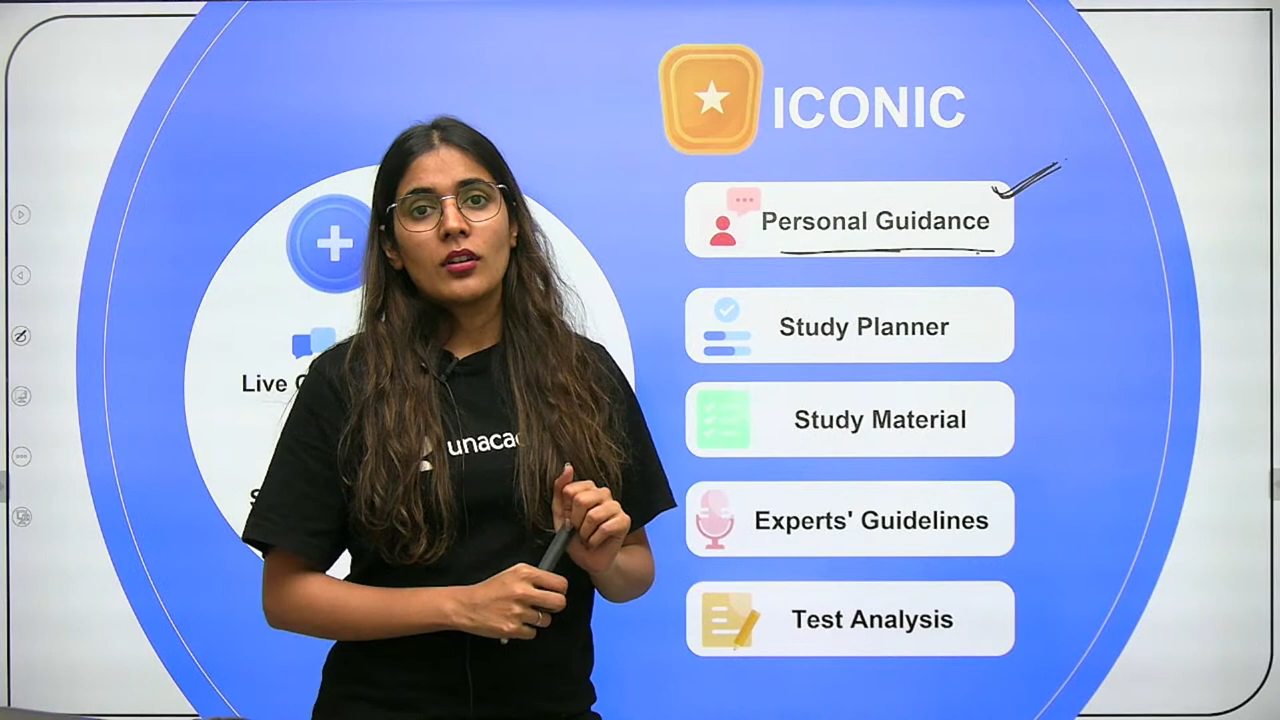 ICONIC
Personal Guidance
Study Planner
Live
Study Material
unaca
Experts' Guidelines
Test Analysis